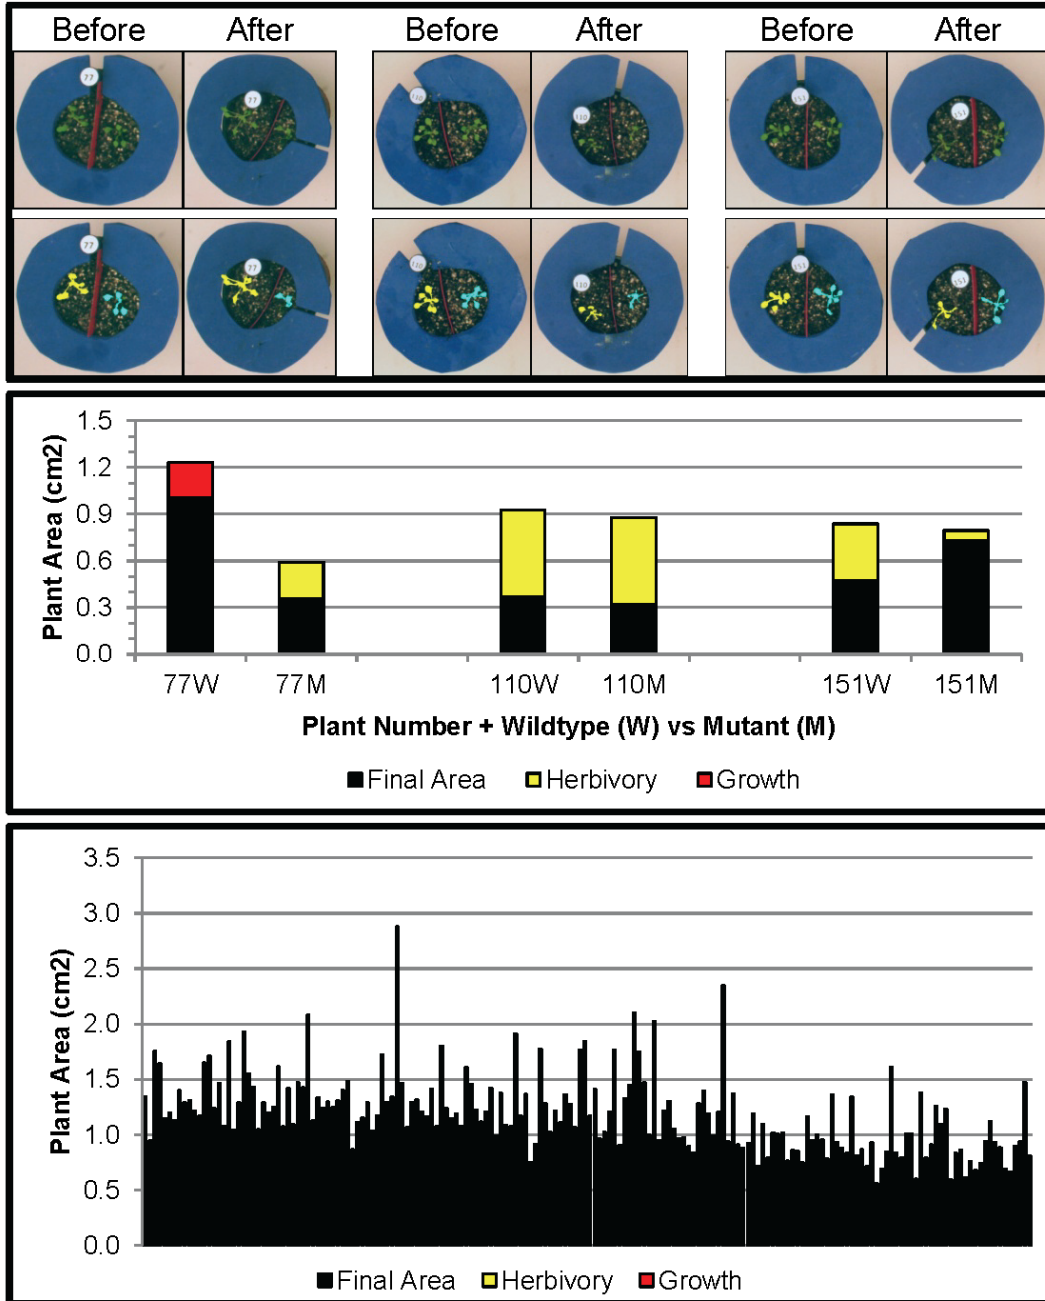 Before After Before After Before After
77 77 110 110 151 151
77 77 110 110 151 151
Plant Area (cm2)
1.5
1.2
0.9
0.6
0.3
0.0
77W 77M 110W 110M 151W 151M
Plant Number + Wildtype (W) vs Mutant (M)
Final Area Herbivory Growth
Plant Area (cm2)
3.5
3.0
2.5
2.0
1.5
1.0
0.5
0.0
Final Area Herbivory Growth